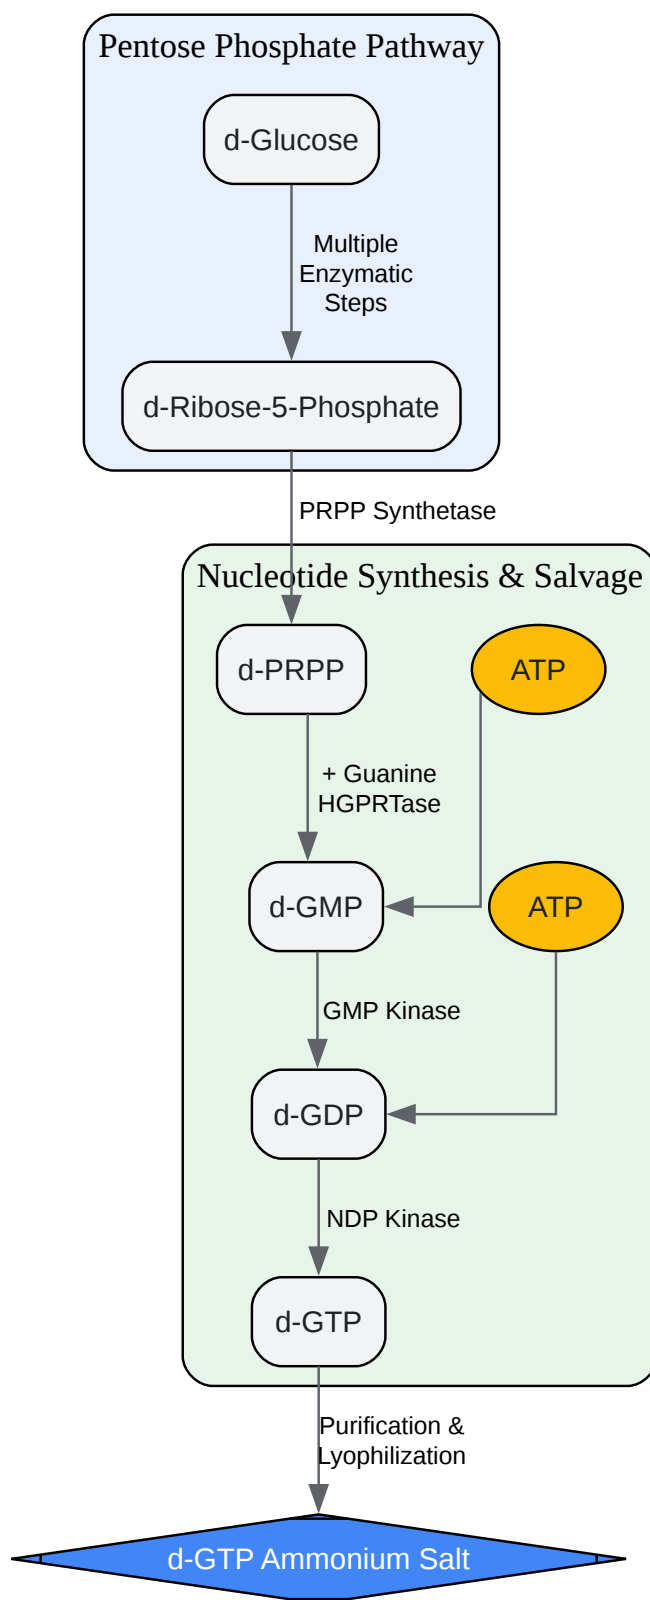 Pentose Phosphate Pathway
d-Glucose
Multiple
Enzymatic
Steps
d-Ribose-5-Phosphate
PRPP Synthetase
Nucleotide Synthesis & Salvage
d-PRPP
ATP
+ Guanine
HGPRTase
d-GMP
ATP
GMP Kinase
d-GDP
NDP Kinase
d-GTP
Purification &
Lyophilization
d-GTP Ammonium Salt